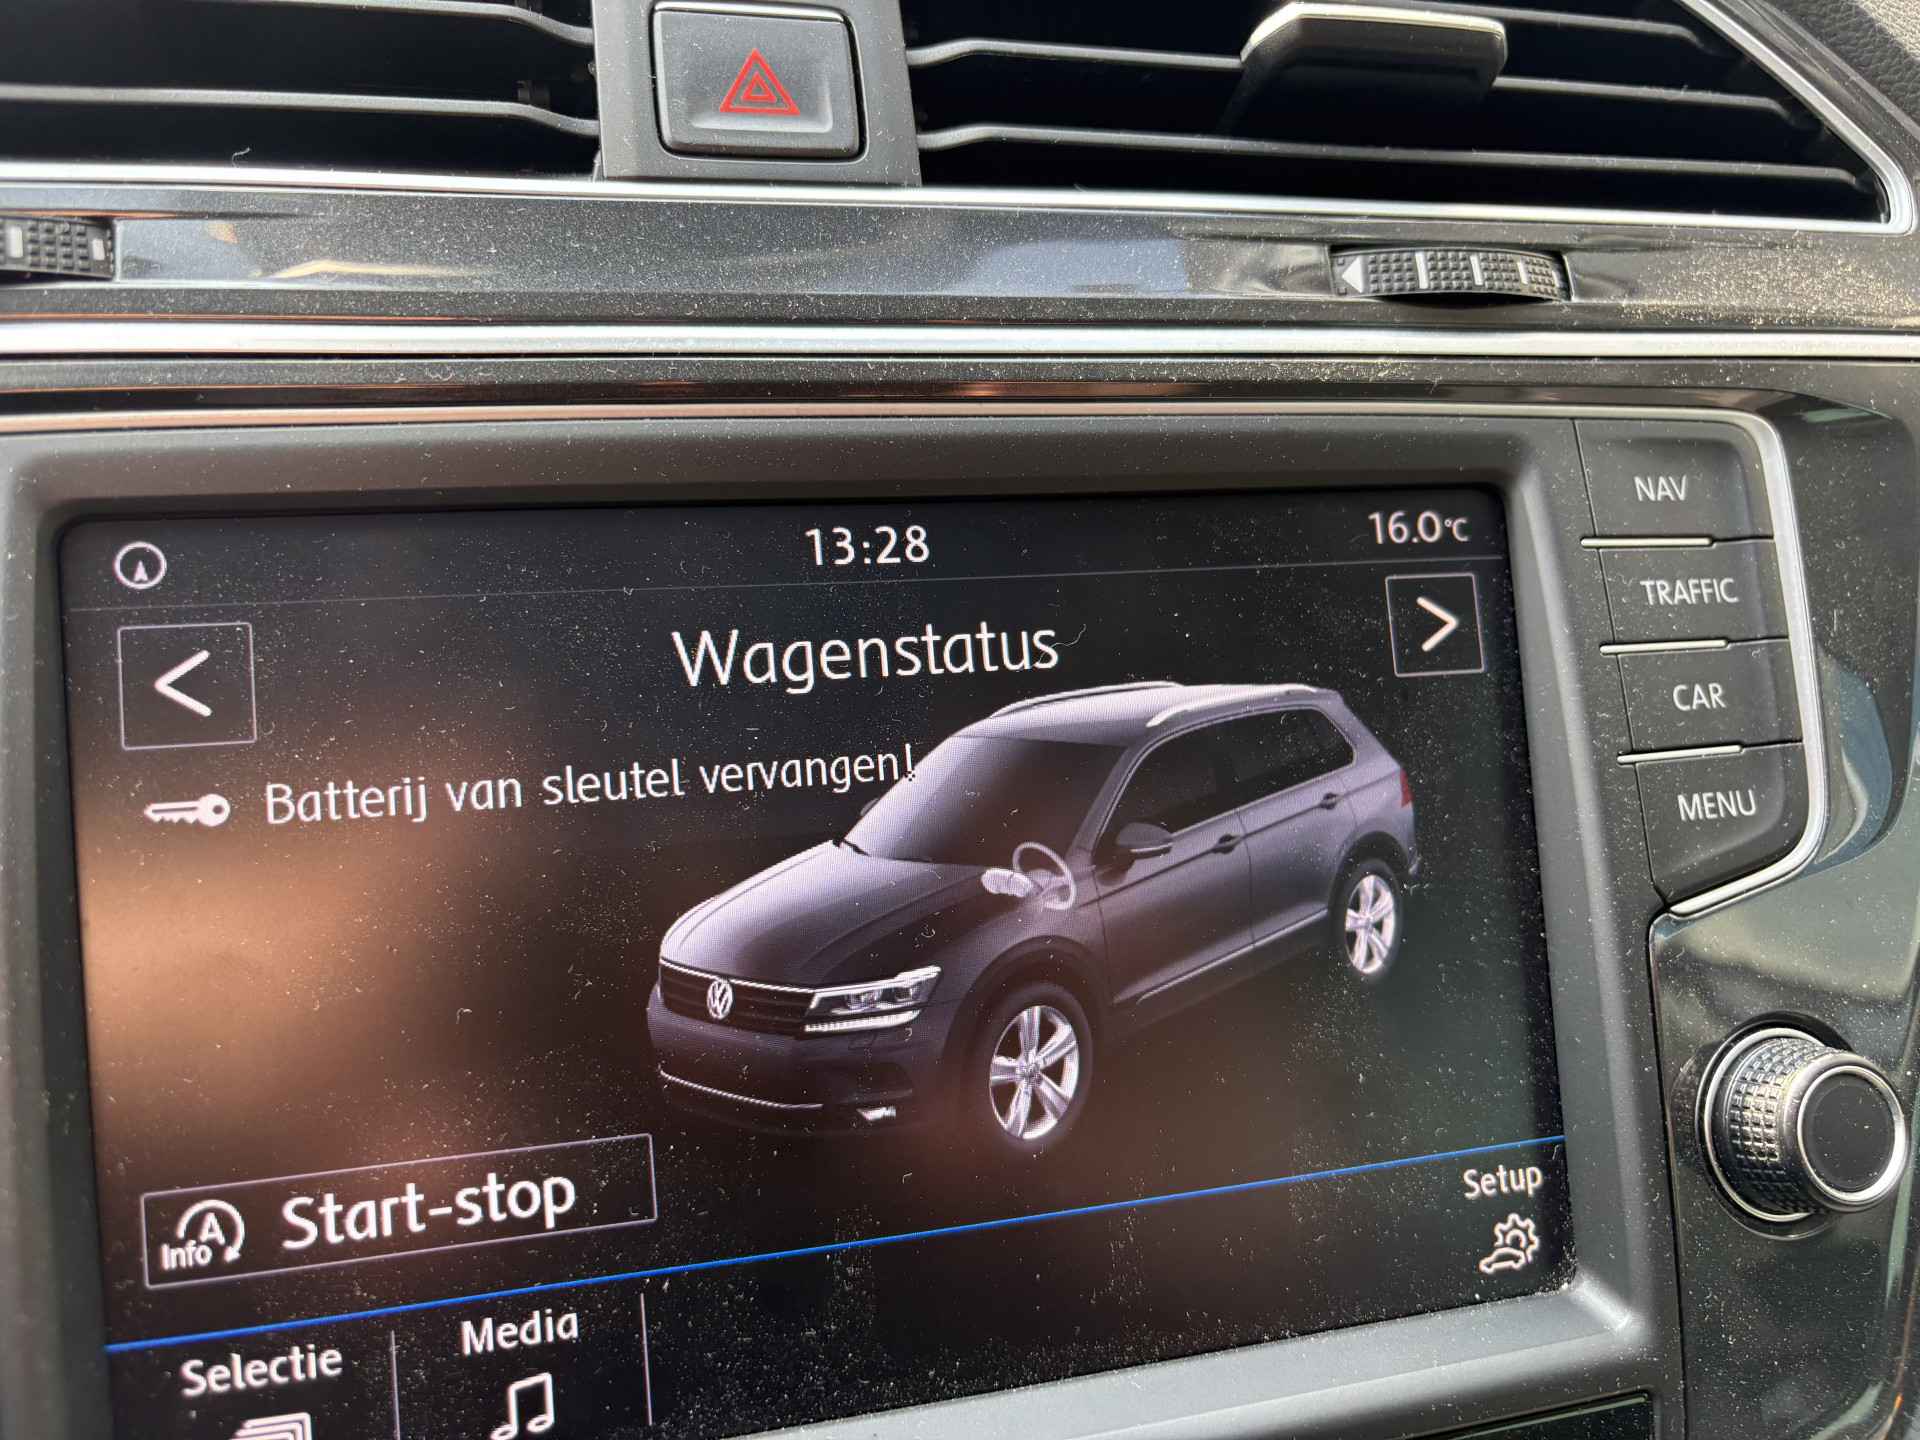 13:28
16.0°C
NAV
TRAFFIC
CAR
MENU
Wagenstatus
Batterij van sleutel vervangen!
Info A Start-stop
Setup
Selectie
Media